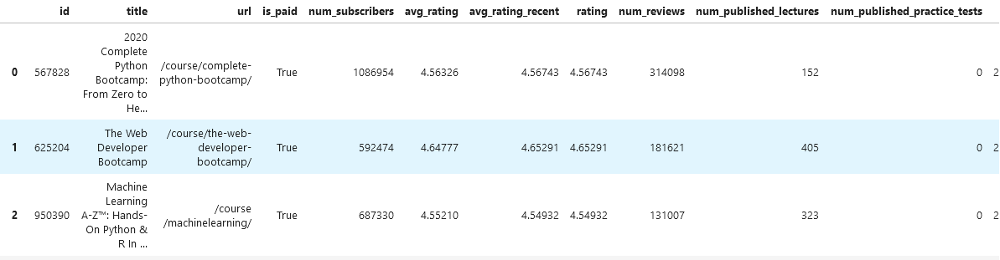 id title url is_paid num_subscribers avg_rating avg_rating_recent rating num_reviews num_published_lectures num_published_practice_tests
2020
Complete
Python
Bootcamp:
From Zero to
He...
0 567828 /course/complete-
python-bootcamp/ True 1086954 4.56326 4.56743 4.56743 314098 152 0 2
The Web
Developer
Bootcamp
1 625204 /course/the-web-
developer-
bootcamp/ True 592474 4.64777 4.65291 4.65291 181621 405 0 2
Machine
Learning
A-Z™: Hands-
On Python &
R In ...
2 950390 /course
/machinelearning/ True 687330 4.55210 4.54932 4.54932 131007 323 0 2